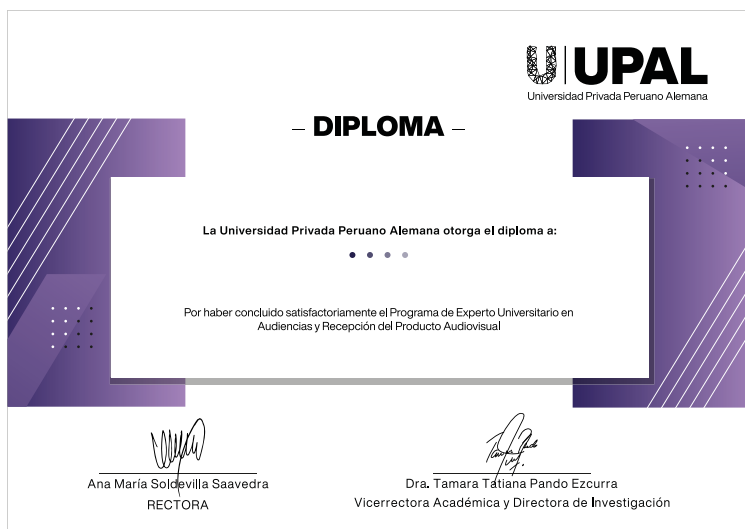 UPAL
Universidad Privada Peruano Alemana
– DIPLOMA –
La Universidad Privada Peruano Alemana otorga el diploma a:
Por haber concluido satisfactoriamente el Programa de Experto Universitario en
Audiencias y Recepción del Producto Audiovisual
Ana María Soldevilla Saavedra
RECTORA
Dra. Tamara Tatiana Pando Ezcurra
Vicerrectora Académica y Directora de Investigación